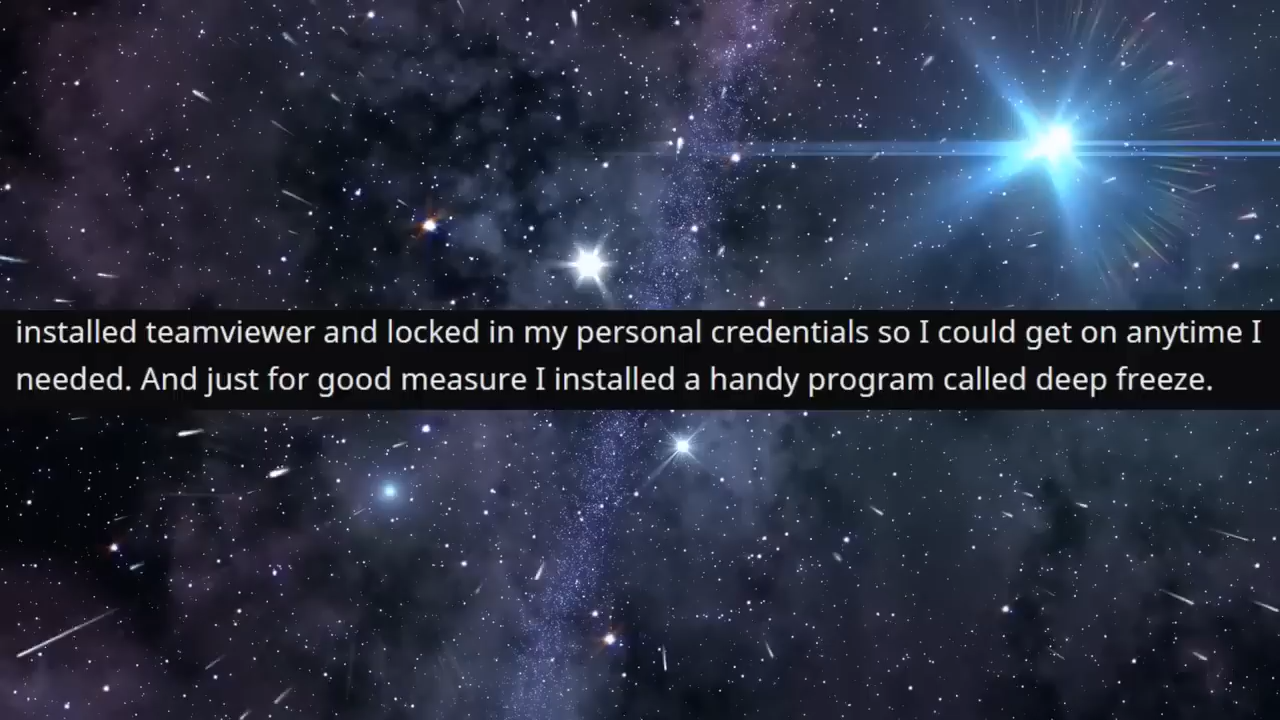 installed teamviewer and locked in my personal credentials so I could get on anytime I
needed. And just for good measure I installed a handy program called deep freeze.